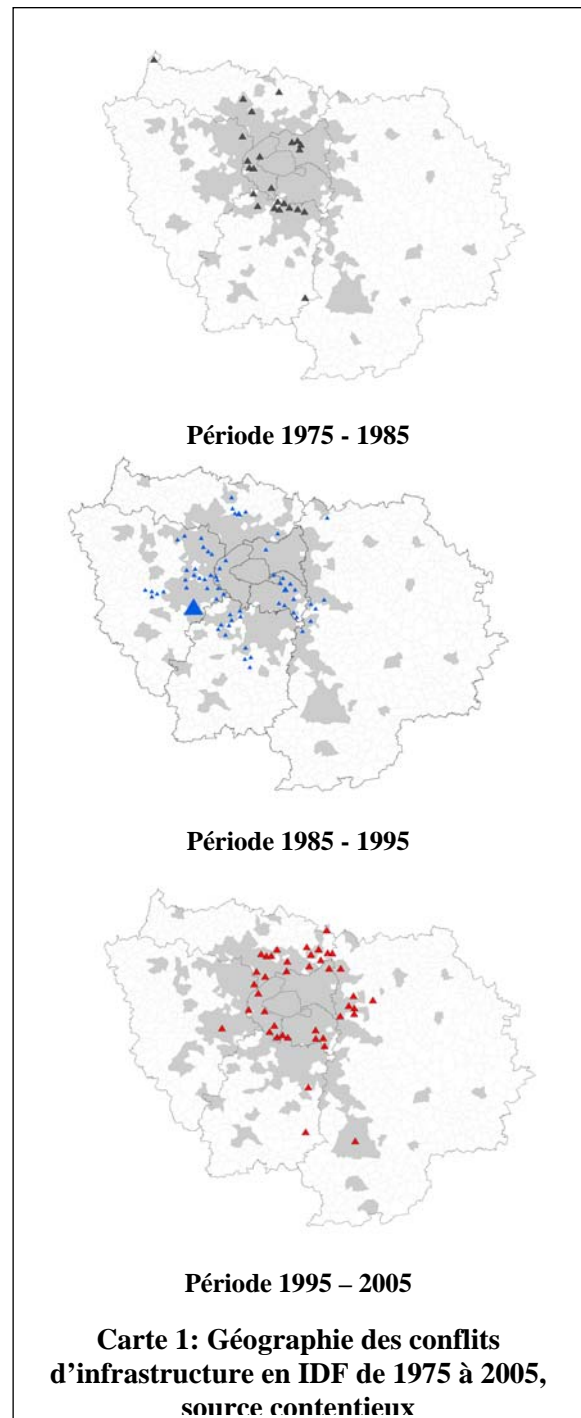 Période 1975 - 1985
Période 1985 - 1995
Période 1995 – 2005
Carte 1: Géographie des conflits
d’infrastructure en IDF de 1975 à 2005,
source contentieux